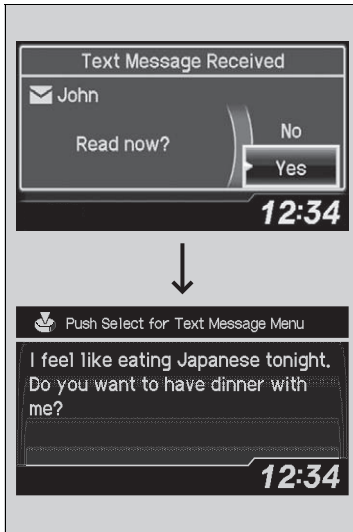 Text Message Received
John
Read now?
No
Yes
12:34
Push Select for Text Message Menu
I feel like eating Japanese tonight.
Do you want to have dinner with
me?
12:34